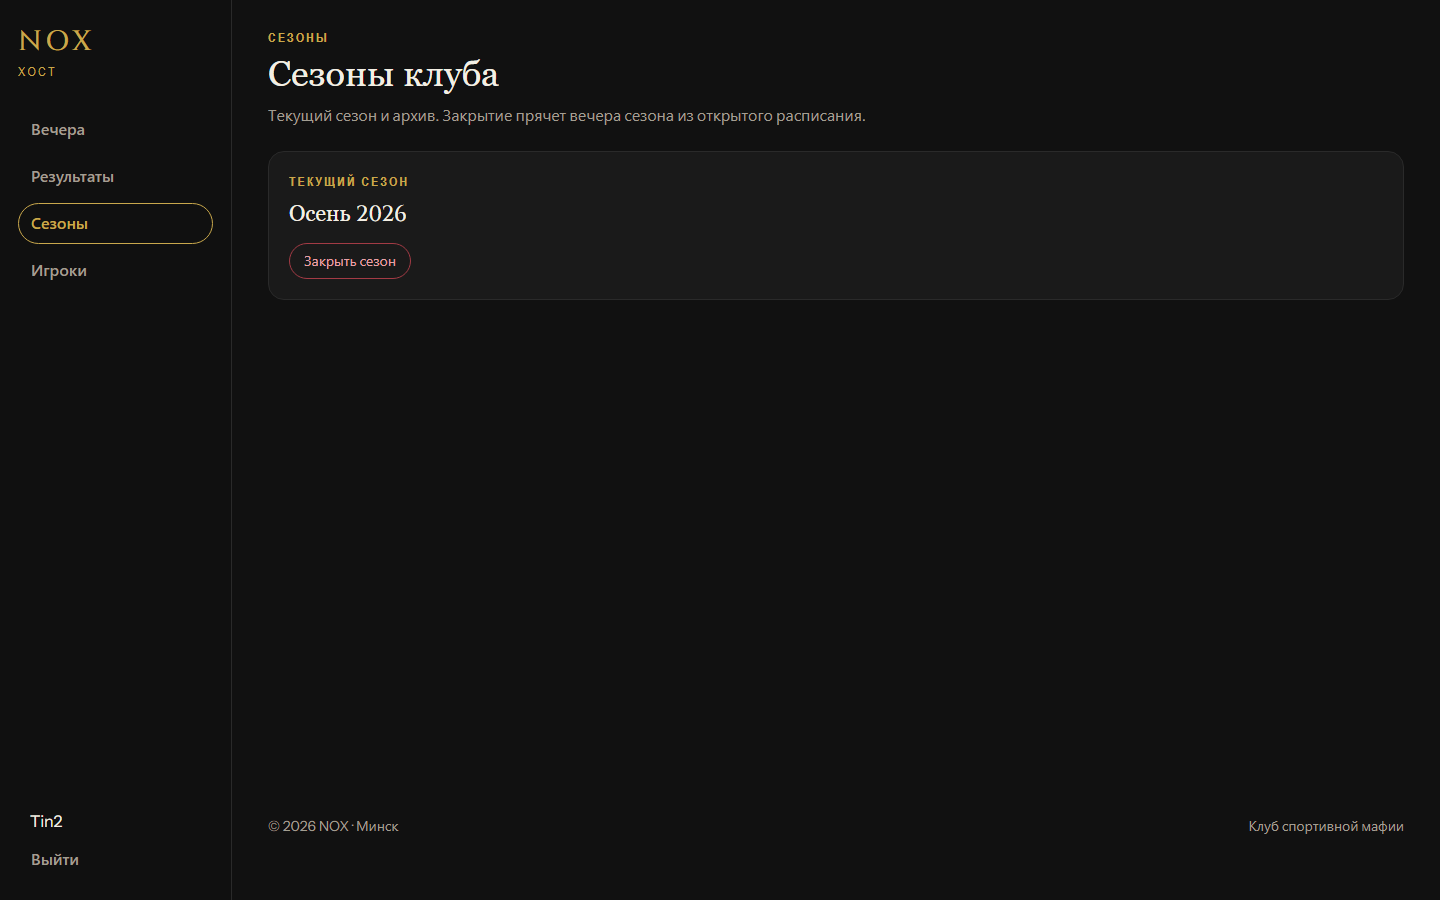 NOX
ХОСТ
Вечера
Результаты
Сезоны
Игроки
Tin2
Выйти
СЕЗОНЫ
Сезоны клуба
Текущий сезон и архив. Закрытие прячет вечера сезона из открытого расписания.
ТЕКУЩИЙ СЕЗОН
Осень 2026
Закрыть сезон
© 2026 NOX · Минск
Клуб спортивной мафии